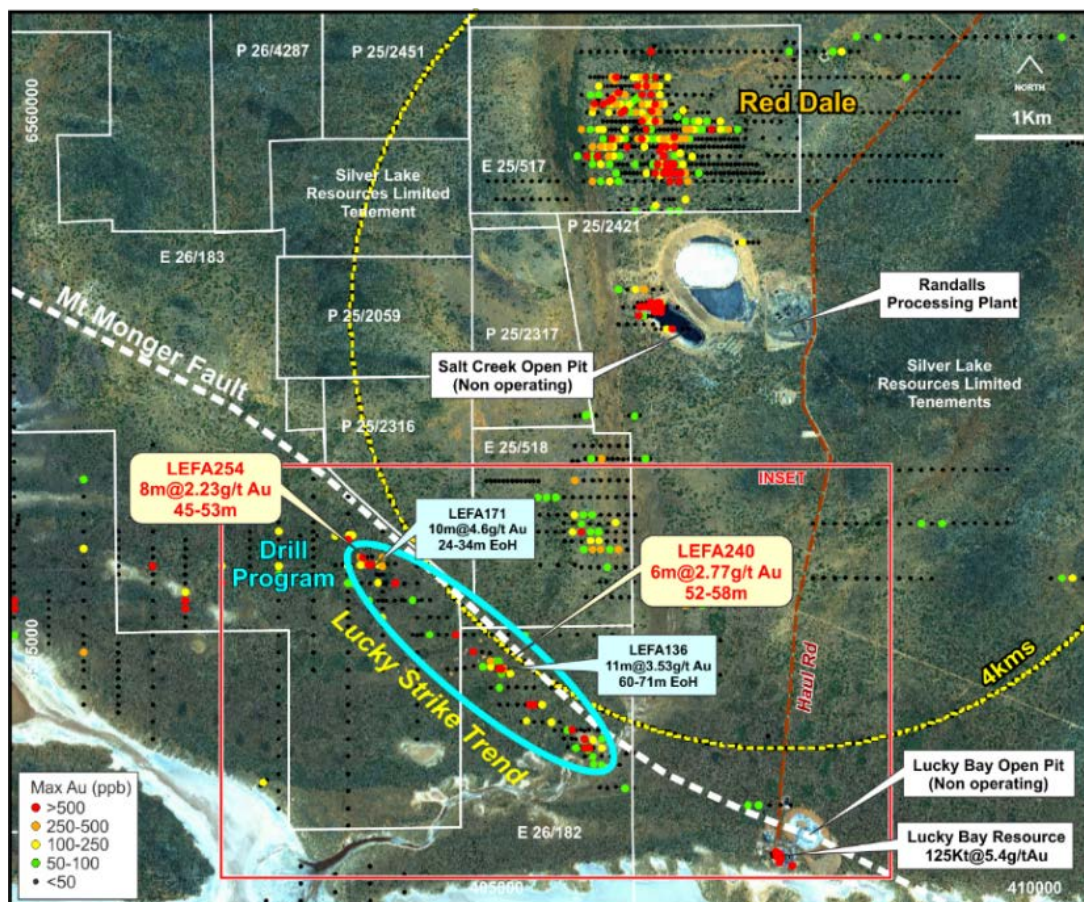 P 26/4287
P 25/2451
NORTH
1Km
Red Dale
6560000
E 25/517
Silver Lake
Resources Limited
Tenement
P 25/2421
E 26/183
Randalls
Processing Plant
Mt Monger Fault
P 25/2059
P 25/2317
Salt Creek Open Pit
(Non operating)
Silver Lake
Resources Limited
Tenements
P 25/2316
E 25/518
LEFA254
8m@2.23g/t Au
45-53m
INSET
LEFA171
10m@4.6g/t Au
24-34m EoH
Drill
Program
LEFA240
6m@2.77g/t Au
52-58m
Lucky Strike Trend
LEFA136
11m@3.53g/t Au
60-71m EoH
Haul Rd
4kms
Lucky Bay Open Pit
(Non operating)
Lucky Bay Resource
125Kt@5.4g/tAu
E 26/182
Max Au (ppb)
>500
250-500
100-250
50-100
<50
405000
410000